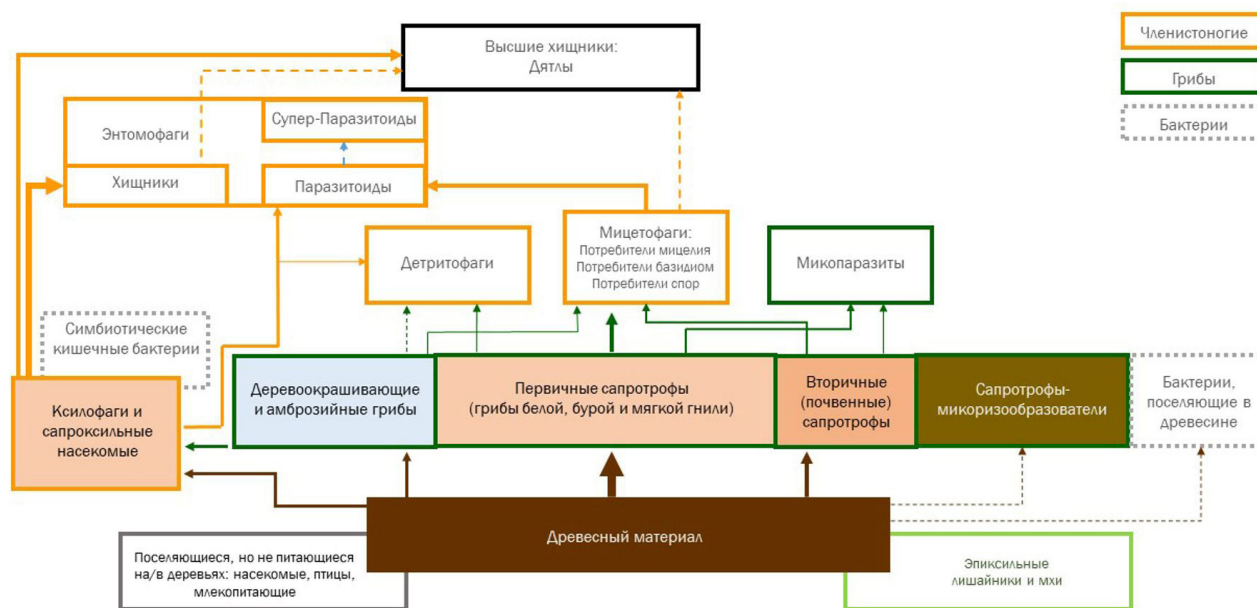 Высшие хищники:
Дятлы
Членистоногие
Грибы
Бактерии
Энтомофаги
Супер-Паразитоиды
Хищники
Паразитоиды
Детритофаги
Мицетофаги:
Потребители мицелия
Потребители базидиом
Потребители спор
Микопаразиты
Симбиотические
кишечные бактерии
Ксилофаги и
сапроксильные
насекомые
Деревоокрашивающие
и амброзийные грибы
Первичные сапротрофы
(грибы белой, бурой и мягкой
гнили)
Вторичные
(почвенные)
сапротрофы
Сапротрофы-
микоризообразователи
Бактерии,
поселяющие в
древесине
Древесный материал
Поселяющиеся, но не питающиеся
на/в деревьях: насекомые, птицы,
млекопитающие
Эпиксильные
лишайники и мхи